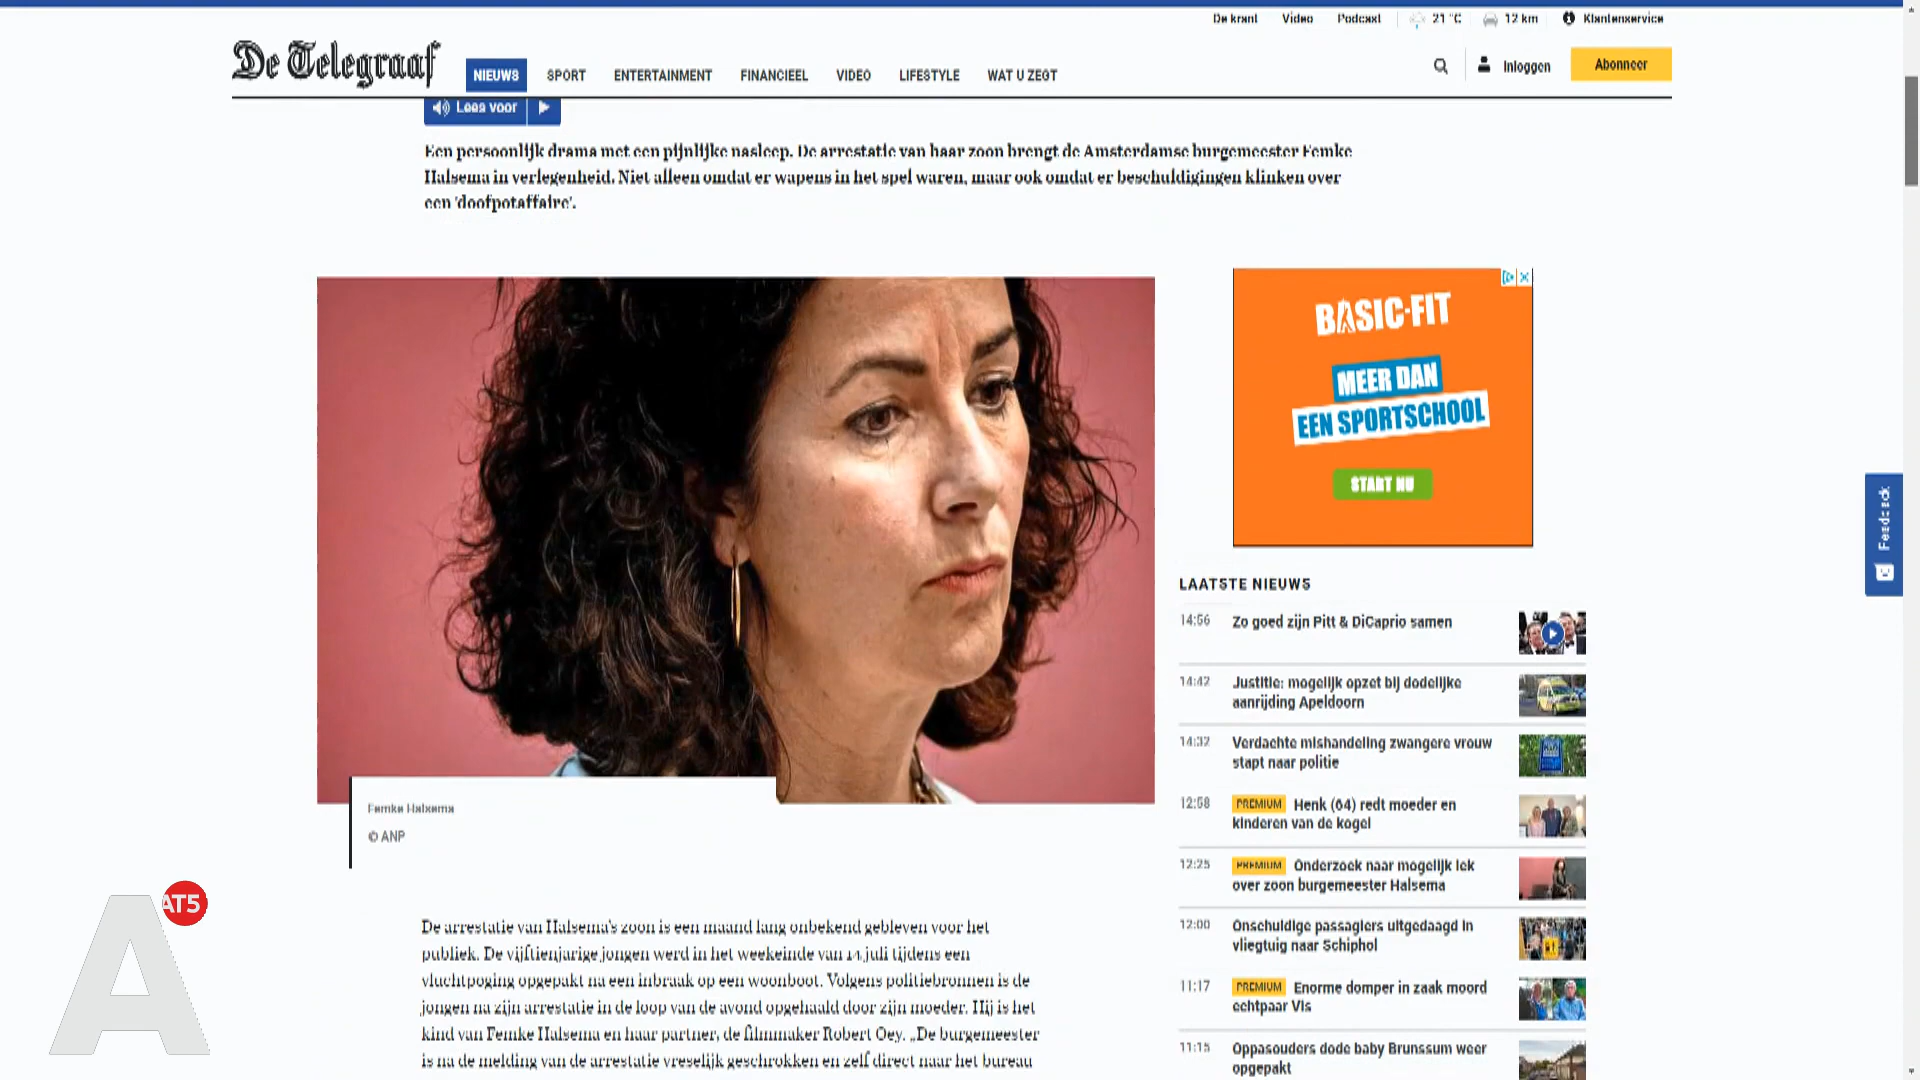 De krant Video Podcast 21 °C 12 km Klantenservice
De Telegraaf NIEUWS SPORT ENTERTAINMENT FINANCIEEL VIDEO LIFESTYLE WAT U ZEGT Inloggen Abonneer
Lees voor
Een persoonlijk drama met een pijnlijke nasleep. De arrestatie van haar zoon brengt de Amsterdamse burgemeester Femke
Halsema in verlegenheid. Niet alleen omdat er wapens in het spel waren, maar ook omdat er beschuldigingen klinken over
een 'doofpotaffaire'.
BASIC-FIT
MEER DAN
EEN SPORTSCHOOL
START NU
Feedback
Femke Halsema
© ANP
De arrestatie van Halsema's zoon is een maand lang onbekend gebleven voor het
publiek. De vijftienjarige jongen werd in het weekeinde van 14 juli tijdens een
vluchtpoging opgepakt na een inbraak op een woonboot. Volgens politiebronnen is de
jongen na zijn arrestatie in de loop van de avond opgehaald door zijn moeder. Hij is het
kind van Femke Halsema en haar partner, de filmmaker Robert Oey. „De burgemeester
is na de melding van de arrestatie vreselijk geschrokken en zelf direct naar het bureau
LAATSTE NIEUWS
14:56 Zo goed zijn Pitt & DiCaprio samen
14:42 Justitie: mogelijk opzet bij dodelijke
aanrijding Apeldoorn
14:32 Verdachte mishandeling zwangere vrouw
stapt naar politie
12:58 PREMIUM Henk (64) redt moeder en
kinderen van de kogel
12:25 PREMIUM Onderzoek naar mogelijk lek
over zoon burgemeester Halsema
12:00 Onschuldige passagiers uitgedaagd in
vliegtuig naar Schiphol
11:17 PREMIUM Enorme domper in zaak moord
echtpaar Vis
11:15 Oppasouders dode baby Brunssum weer
opgepakt
A AT5